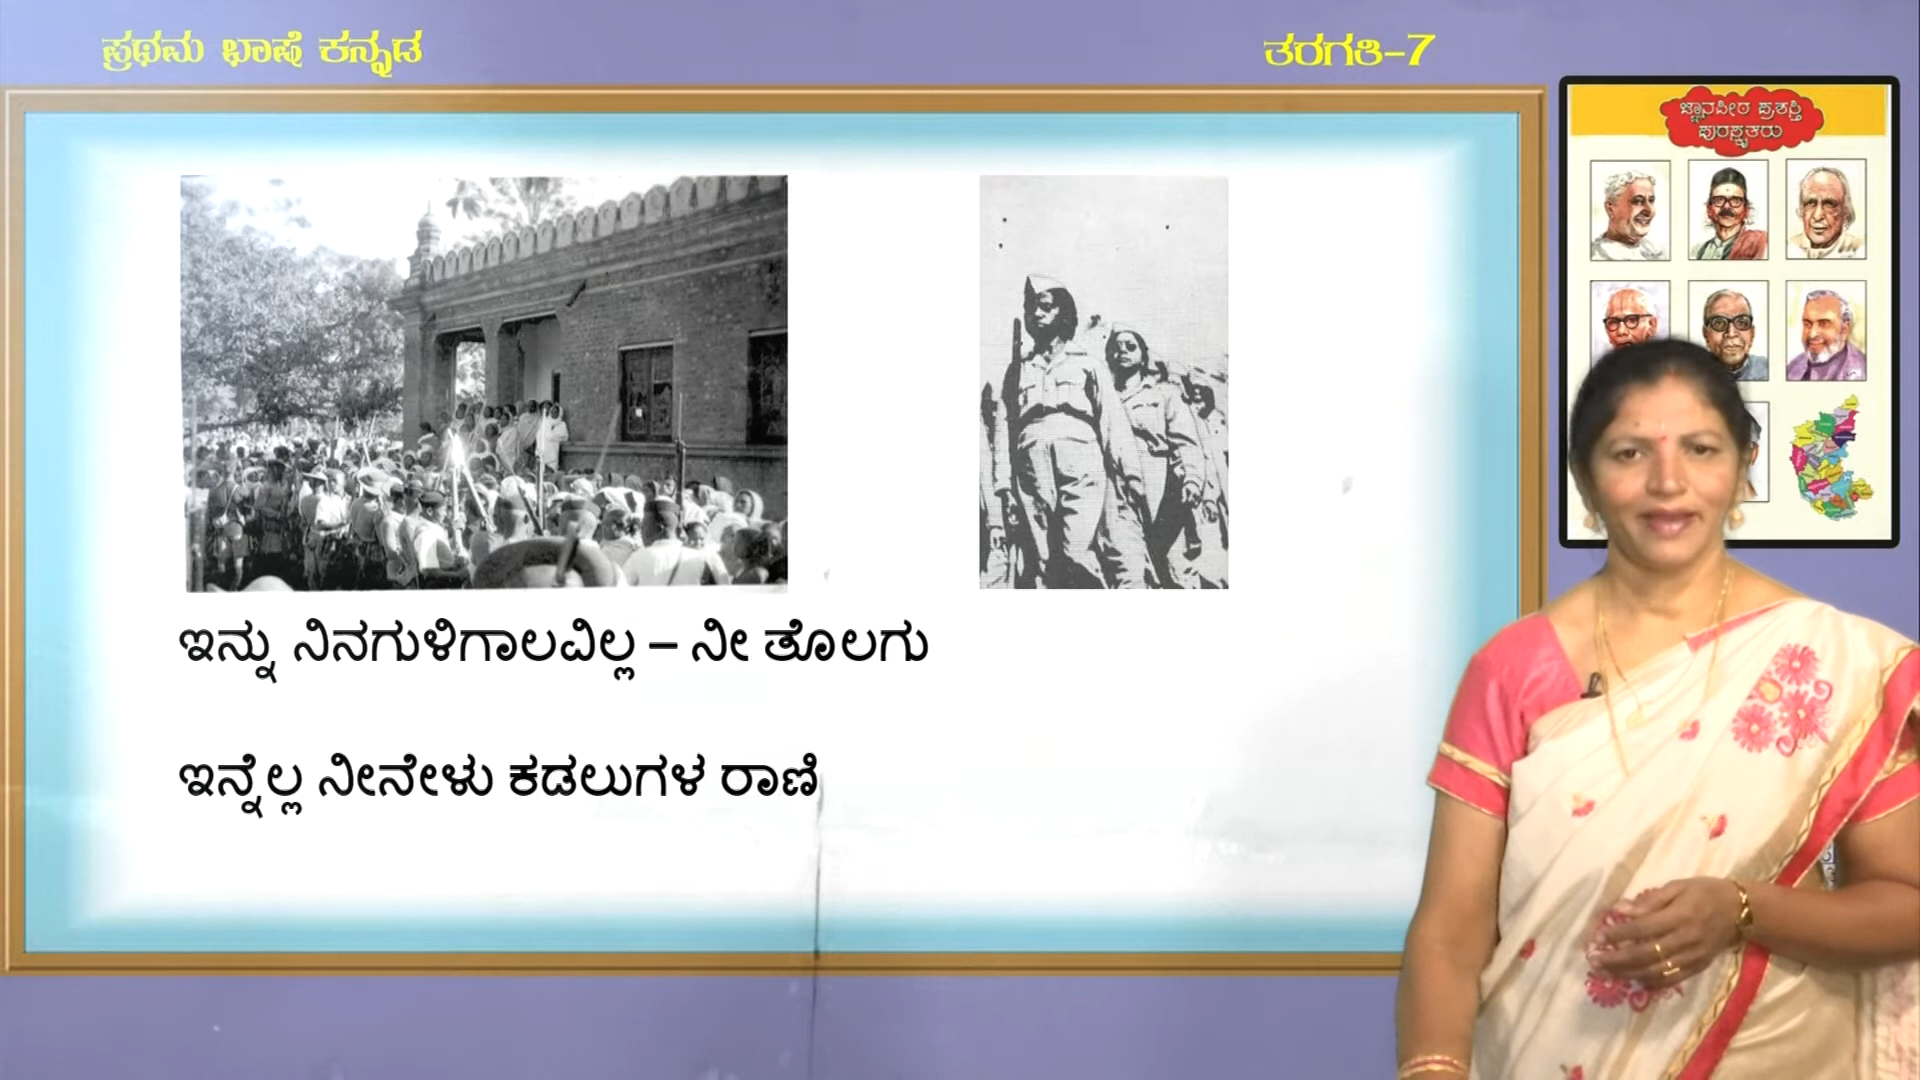 ಪ್ರಥಮ ಭಾಷೆ ಕನ್ನಡ
ತರಗತಿ-7
ಜ್ಞಾನಪೀಠ ಪ್ರಶಸ್ತಿ
ಪುರಸ್ಕೃತರು
ಇನ್ನು ನಿನಗುಳಿಗಾಲವಿಲ್ಲ – ನೀ ತೊಲಗು
ಇನ್ನೆಲ್ಲ ನೀನೇಳು ಕಡಲುಗಳ ರಾಣಿ